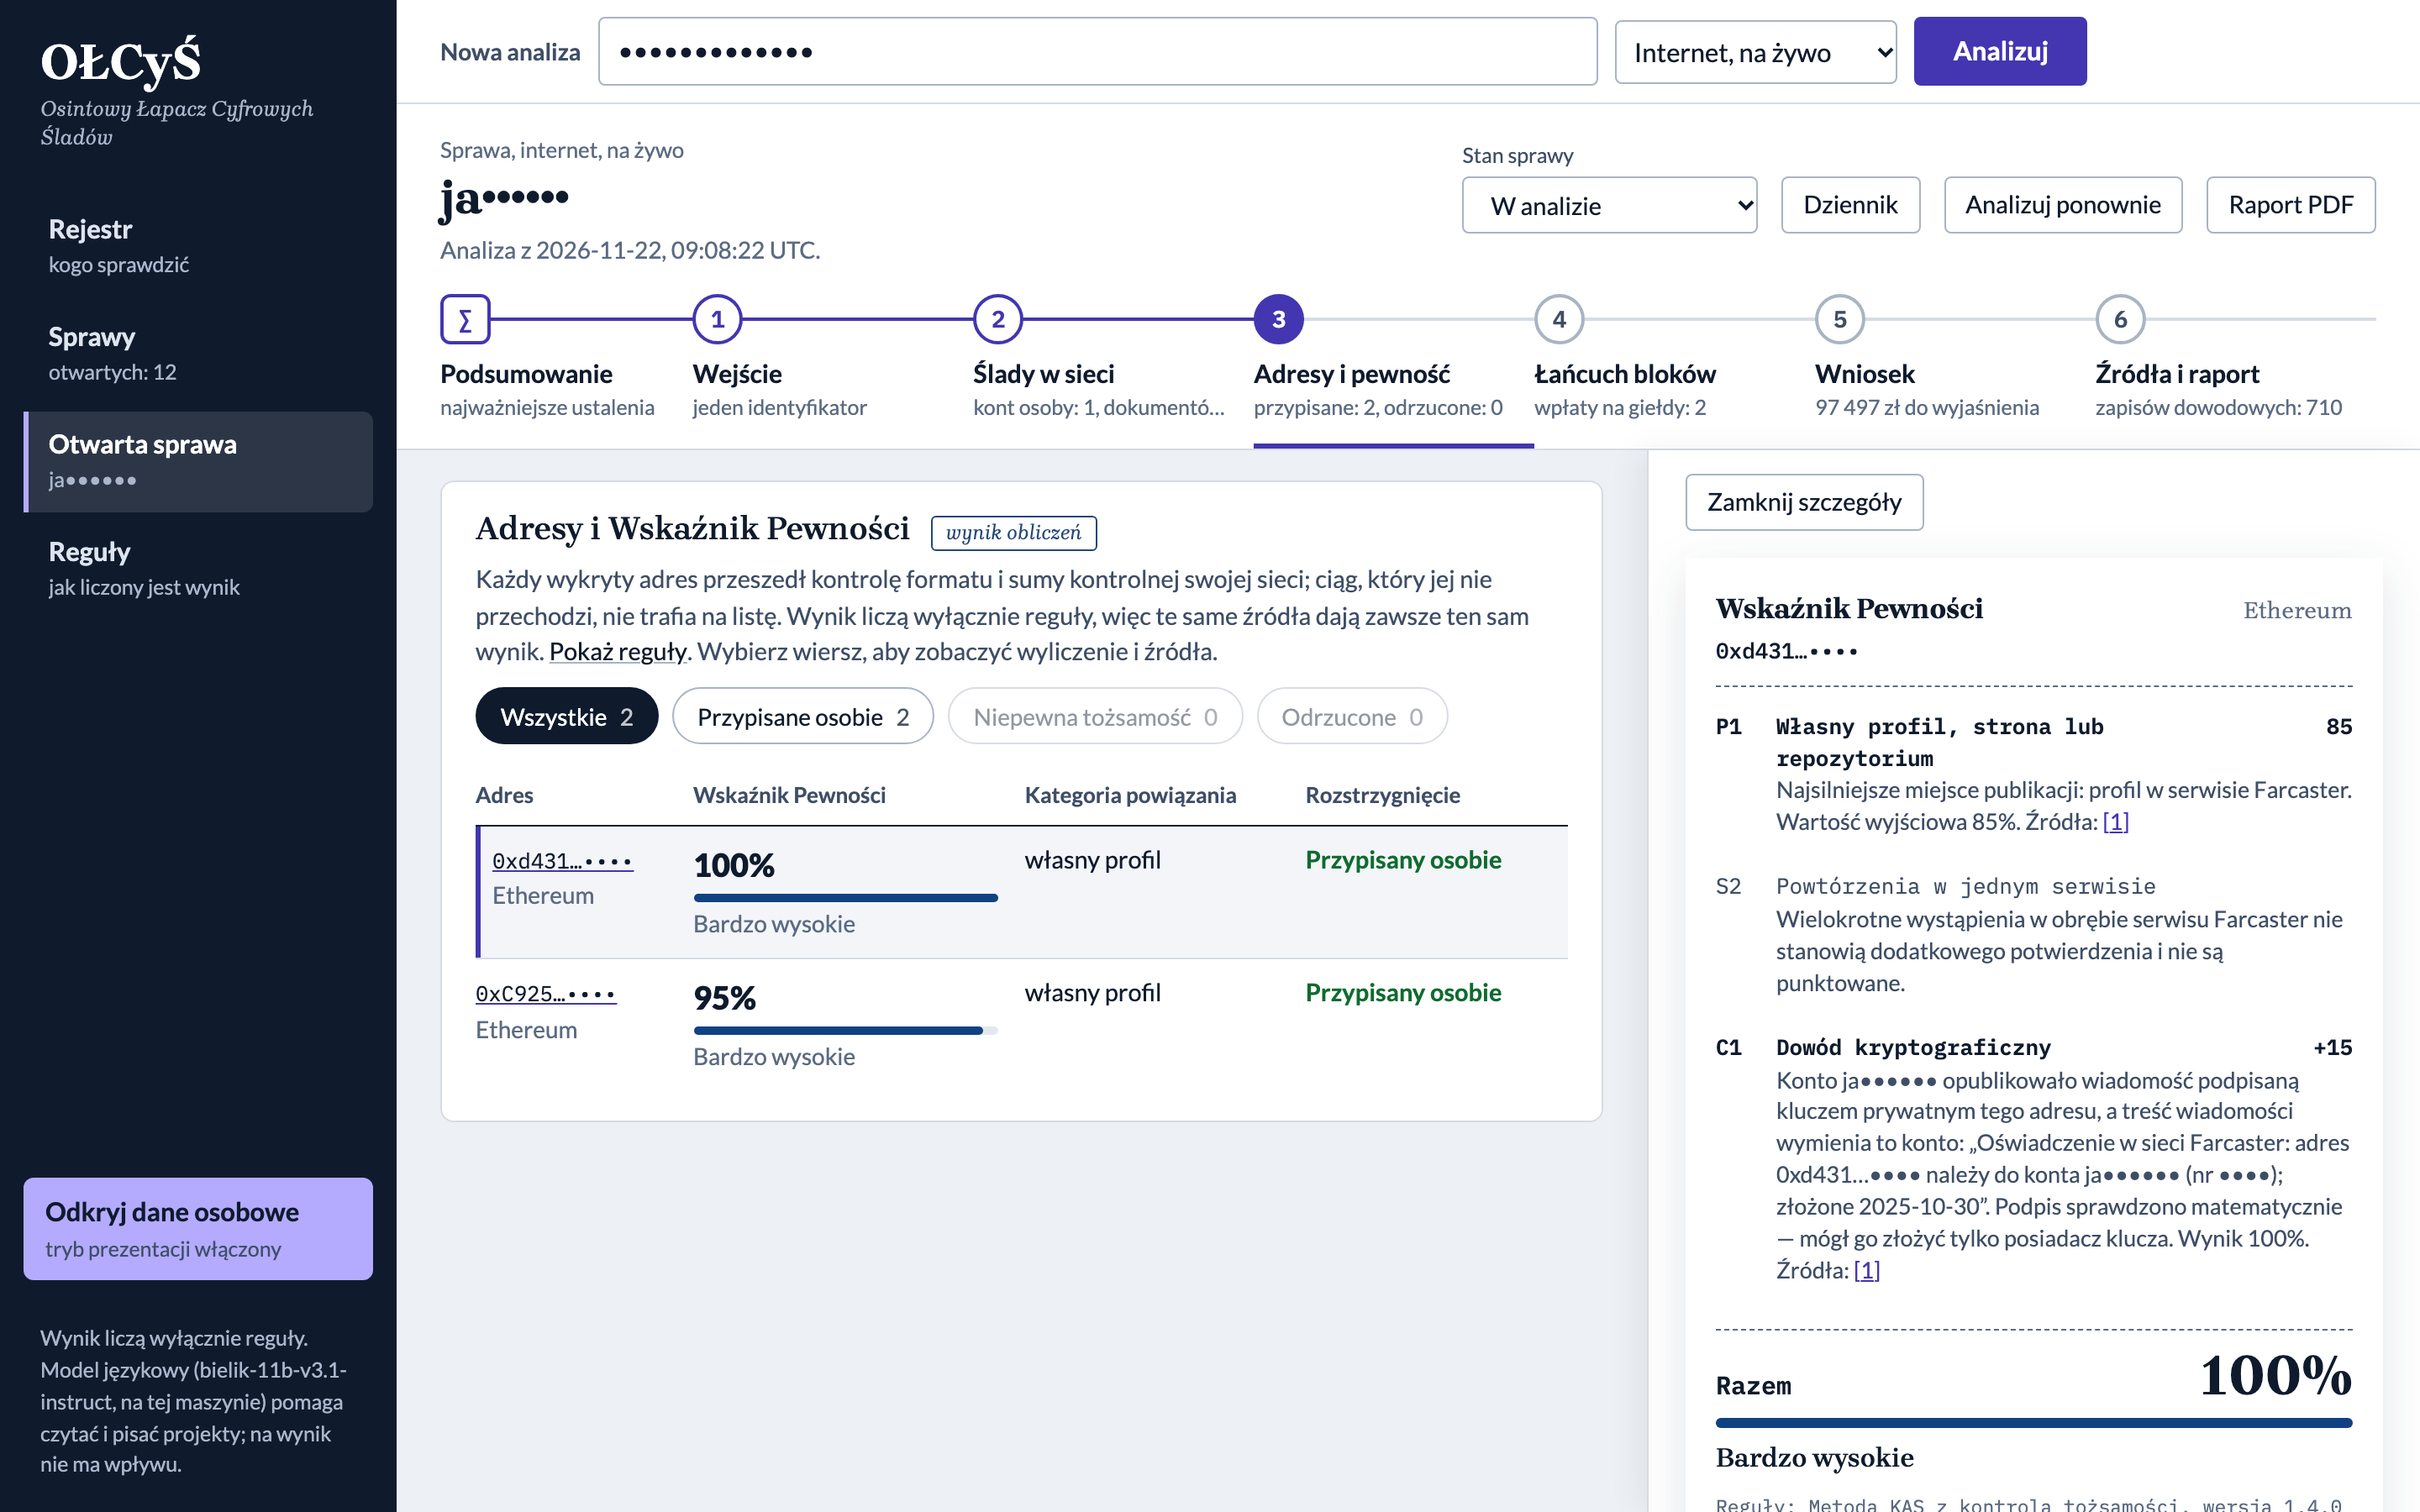 OŁCyŚ
Osintowy Łapacz Cyfrowych
Śladów
Rejestr
kogo sprawdzić
Sprawy
otwartych: 12
Otwarta sprawa
ja••••••
Reguły
jak liczony jest wynik
Odkryj dane osobowe
tryb prezentacji włączony
Wynik liczą wyłącznie reguły.
Model językowy (bielik-11b-v3.1-
instruct, na tej maszynie) pomaga
czytać i pisać projekty; na wynik
nie ma wpływu.
Nowa analiza
•••••••••••••
Internet, na żywo
Analizuj
Sprawa, internet, na żywo
ja••••••
Analiza z 2026-11-22, 09:08:22 UTC.
Stan sprawy
W analizie
Dziennik
Analizuj ponownie
Raport PDF
∑
Podsumowanie
najważniejsze ustalenia
1
Wejście
jeden identyfikator
2
Ślady w sieci
kont osoby: 1, dokumentó…
3
Adresy i pewność
przypisane: 2, odrzucone: 0
4
Łańcuch bloków
wpłaty na giełdy: 2
5
Wniosek
97 497 zł do wyjaśnienia
6
Źródła i raport
zapisów dowodowych: 710
Adresy i Wskaźnik Pewności
wynik obliczeń
Każdy wykryty adres przeszedł kontrolę formatu i sumy kontrolnej swojej sieci; ciąg, który jej nie
przechodzi, nie trafia na listę. Wynik liczą wyłącznie reguły, więc te same źródła dają zawsze ten sam
wynik. Pokaż reguły. Wybierz wiersz, aby zobaczyć wyliczenie i źródła.
Wszystkie 2
Przypisane osobie 2
Niepewna tożsamość 0
Odrzucone 0
Adres
Wskaźnik Pewności
Kategoria powiązania
Rozstrzygnięcie
0xd431…••••
Ethereum
100%
Bardzo wysokie
własny profil
Przypisany osobie
0xC925…••••
Ethereum
95%
Bardzo wysokie
własny profil
Przypisany osobie
Zamknij szczegóły
Wskaźnik Pewności
Ethereum
0xd431…••••
P1 Własny profil, strona lub 85
repozytorium
Najsilniejsze miejsce publikacji: profil w serwisie Farcaster.
Wartość wyjściowa 85%. Źródła: [1]
S2 Powtórzenia w jednym serwisie
Wielokrotne wystąpienia w obrębie serwisu Farcaster nie
stanowią dodatkowego potwierdzenia i nie są
punktowane.
C1 Dowód kryptograficzny +15
Konto ja•••••• opublikowało wiadomość podpisaną
kluczem prywatnym tego adresu, a treść wiadomości
wymienia to konto: „Oświadczenie w sieci Farcaster: adres
0xd431…•••• należy do konta ja•••••• (nr ••••);
złożone 2025-10-30”. Podpis sprawdzono matematycznie
— mógł go złożyć tylko posiadacz klucza. Wynik 100%.
Źródła: [1]
Razem
100%
Bardzo wysokie
Reguły: Metoda KAS z kontrolą tożsamości, wersja 1.4.0